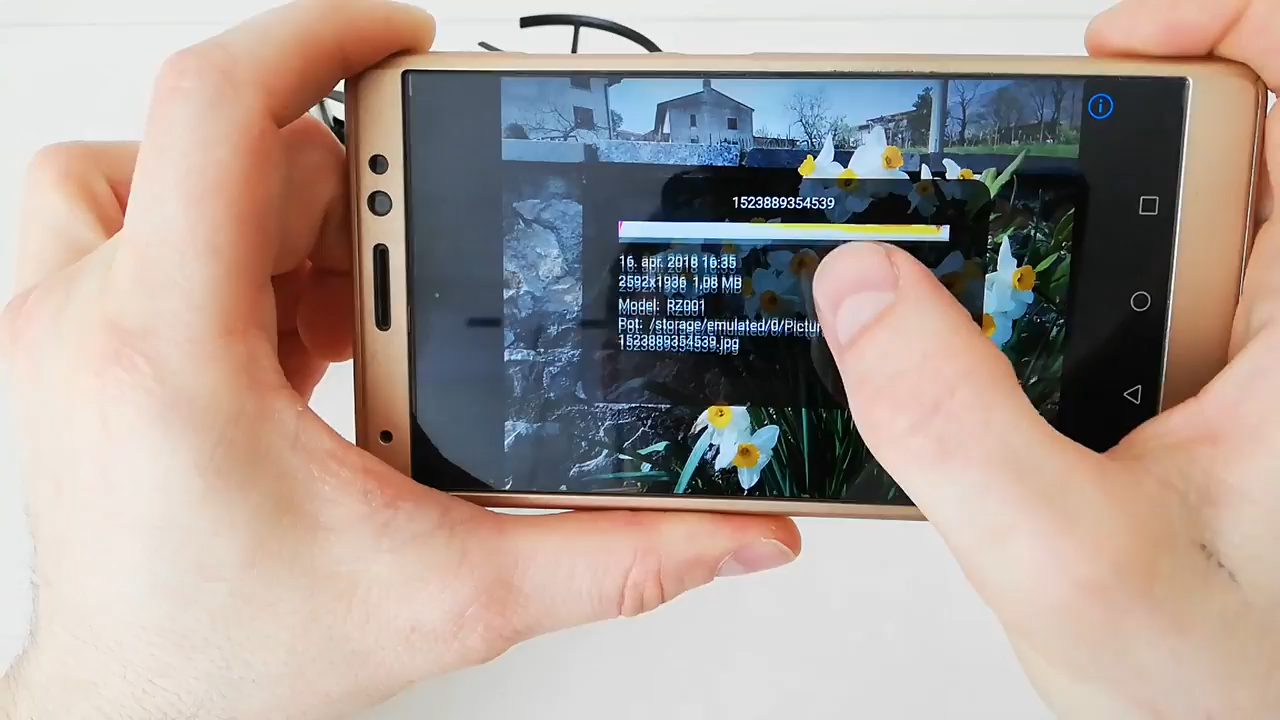 1523889354539
16. apr. 2018 16:35
2592x1936 1,08 MB
Model: RZ001
Pot: /storage/emulated/0/Pictur
1523889354539.jpg